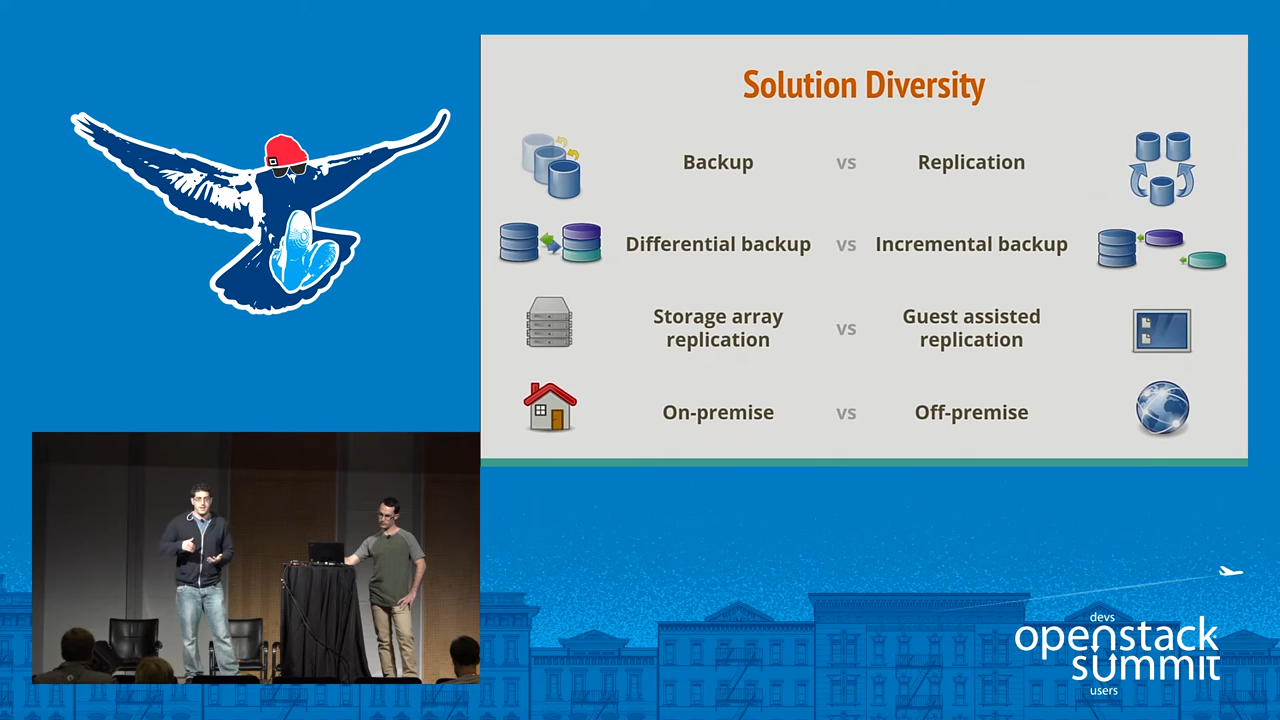 Solution Diversity
Backup vs Replication
Differential backup vs Incremental backup
Storage array
replication
vs
Guest assisted
replication
On-premise vs Off-premise
devs
openstack
summit
users